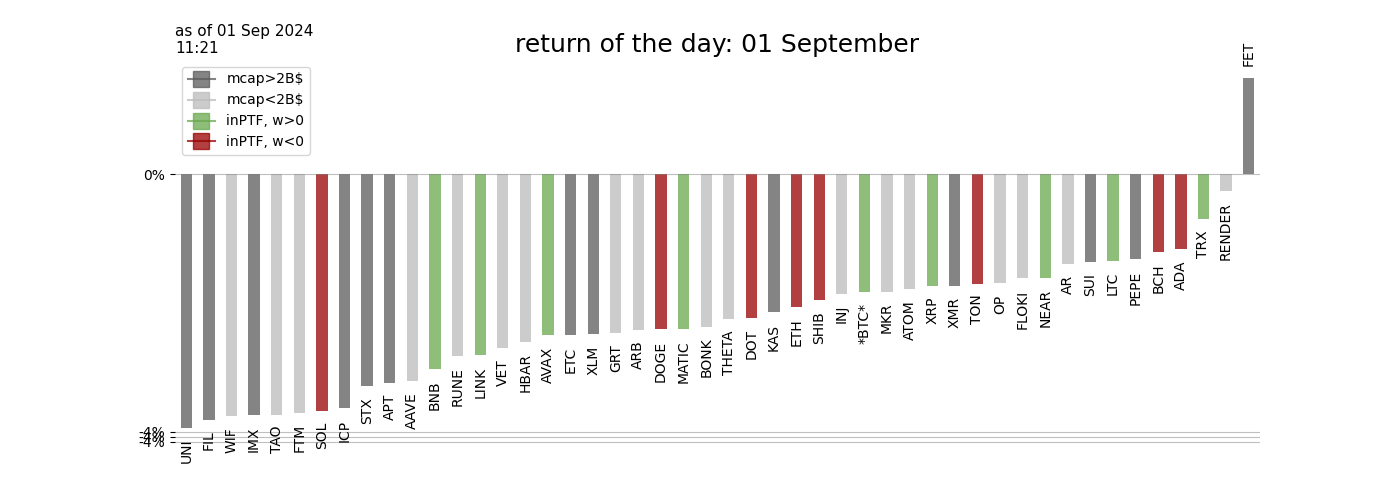 as of 01 Sep 2024
11:21
return of the day: 01 September
mcap>2B$
mcap<2B$
inPTF, w>0
inPTF, w<0
0%
-4%
-4%
-4%
UNI
FIL
WIF
IMX
TAO
FTM
SOL
ICP
STX
APT
AAVE
BNB
RUNE
LINK
VET
HBAR
AVAX
ETC
XLM
GRT
ARB
DOGE
MATIC
BONK
THETA
DOT
KAS
ETH
SHIB
INJ
*BTC*
MKR
ATOM
XRP
XMR
TON
OP
FLOKI
NEAR
AR
SUI
LTC
PEPE
BCH
ADA
TRX
RENDER
FET